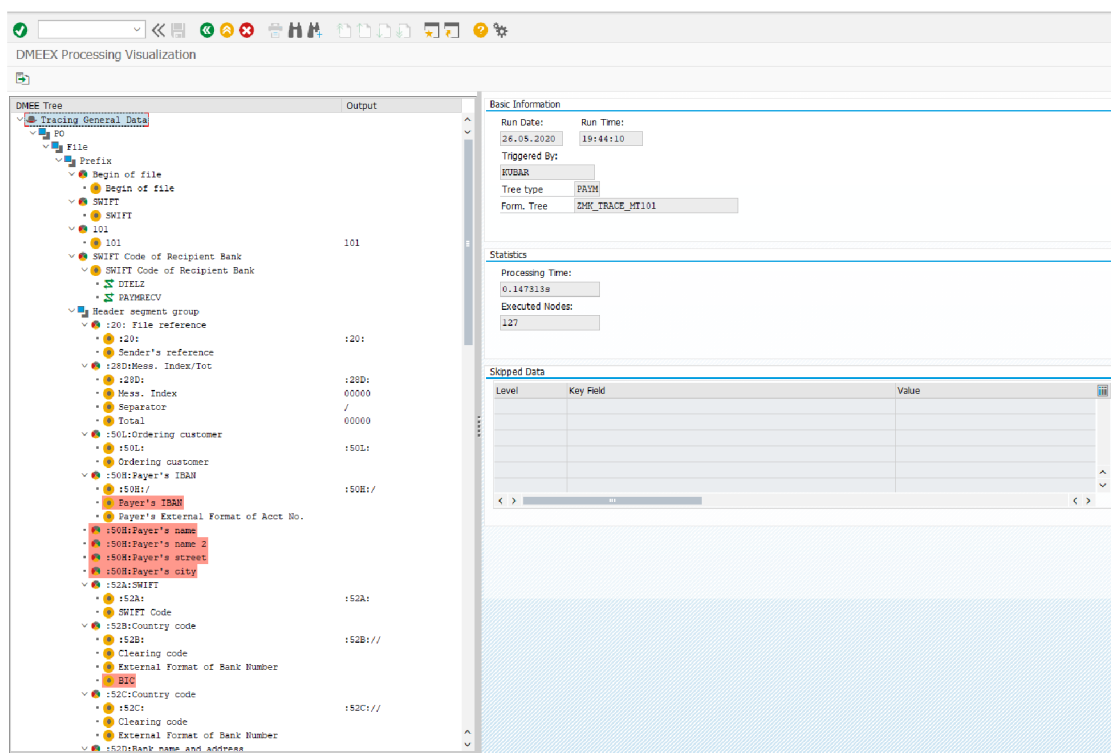 DMEEX Processing Visualization
DMEE Tree Output
Tracing General Data
PO
File
Prefix
Begin of file
Begin of file
SWIFT
SWIFT
101
101 101
SWIFT Code of Recipient Bank
SWIFT Code of Recipient Bank
DTELZ
PAYMRECV
Header segment group
:20: File reference
:20: :20:
Sender's reference
:28D:Mess. Index/Tot
:28D: :28D:
Mess. Index 00000
Separator /
Total 00000
:50L:Ordering customer
:50L: :50L:
Ordering customer
:50H:Payer's IBAN
:50H:/ :50H:/
Payer's IBAN
Payer's External Format of Acct No.
:50H:Payer's name
:50H:Payer's name 2
:50H:Payer's street
:50H:Payer's city
:52A:SWIFT
:52A: :52A:
SWIFT Code
:52B:Country code
:52B: :52B://
Clearing code
External Format of Bank Number
BIC
:52C:Country code
:52C: :52C://
Clearing code
External Format of Bank Number
:52D:Bank name and address
Basic Information
Run Date: Run Time:
26.05.2020 19:44:10
Triggered By:
KUBAR
Tree type PAYM
Form. Tree ZMK_TRACE_MT101
Statistics
Processing Time:
0.147313s
Executed Nodes:
127
Skipped Data
Level Key Field Value